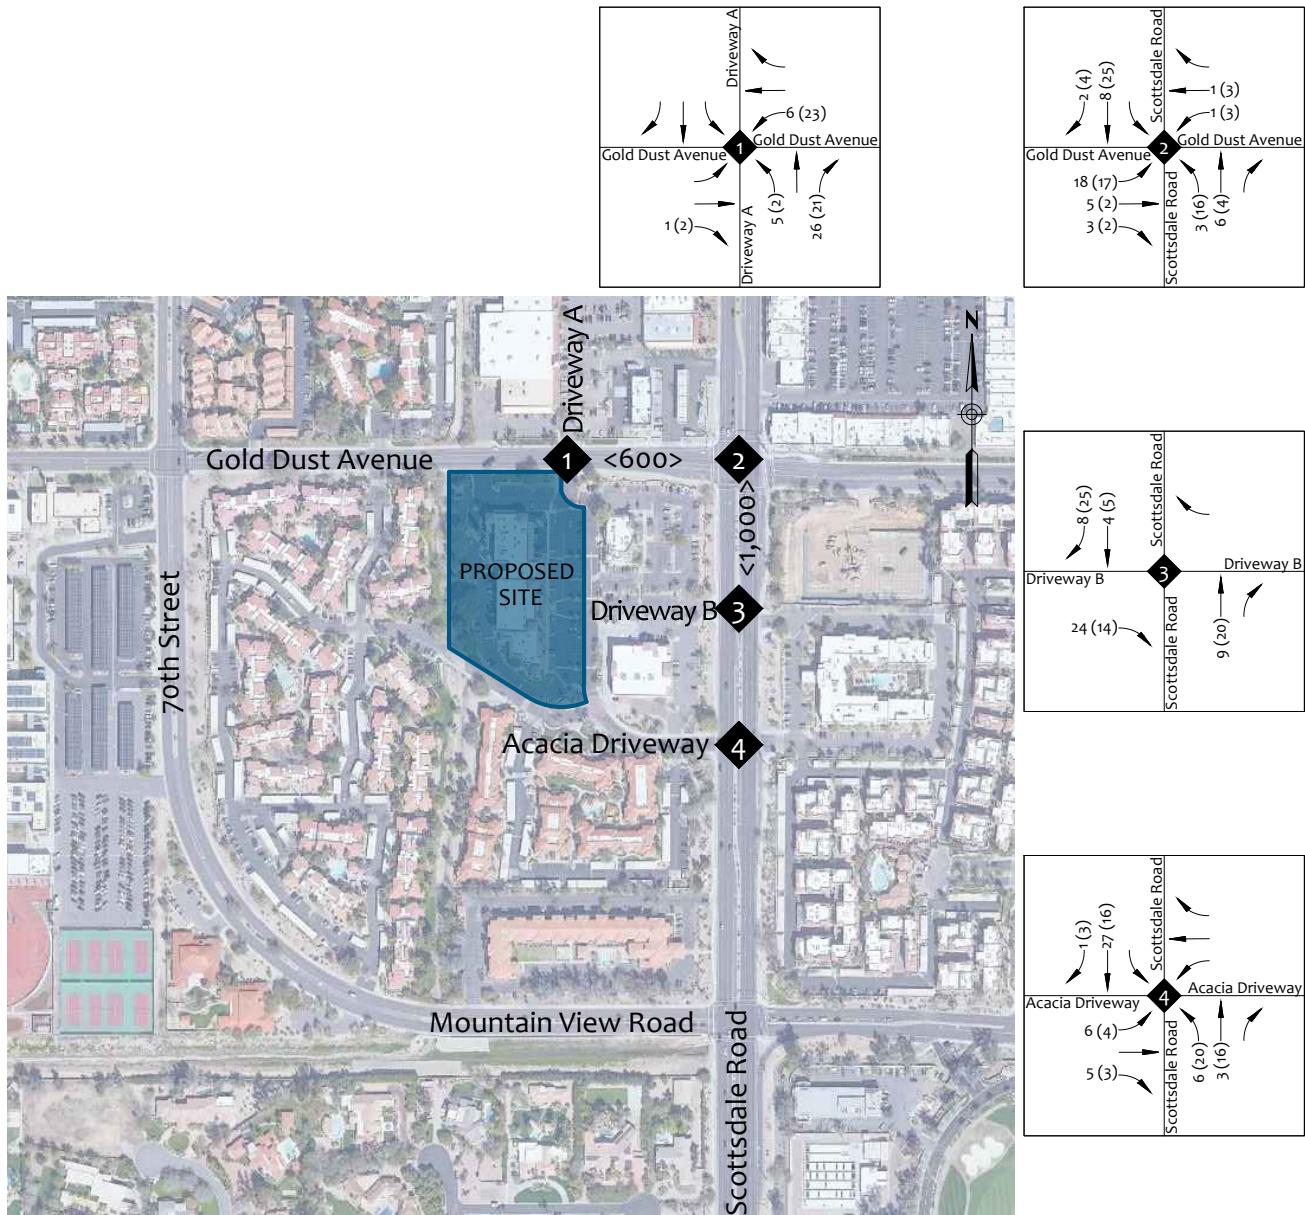 Driveway A
6 (23)
Gold Dust Avenue
1
Gold Dust Avenue
1 (2)
Driveway A
5 (2)
26 (21)
Scottsdale Road
2 (4)
8 (25)
1 (3)
1 (3)
Gold Dust Avenue
2
Gold Dust Avenue
18 (17)
5 (2)
3 (2)
Scottsdale Road
3 (16)
6 (4)
N
Driveway A
Gold Dust Avenue
1
<600>
2
<1,000>
PROPOSED
SITE
70th Street
Driveway B
3
Acacia Driveway
4
Mountain View Road
Scottsdale Road
Scottsdale Road
8 (25)
4 (5)
Driveway B
3
Driveway B
24 (14)
Scottsdale Road
9 (20)
Scottsdale Road
1 (3)
27 (16)
Acacia Driveway
4
Acacia Driveway
6 (4)
5 (3)
Scottsdale Road
6 (20)
3 (16)